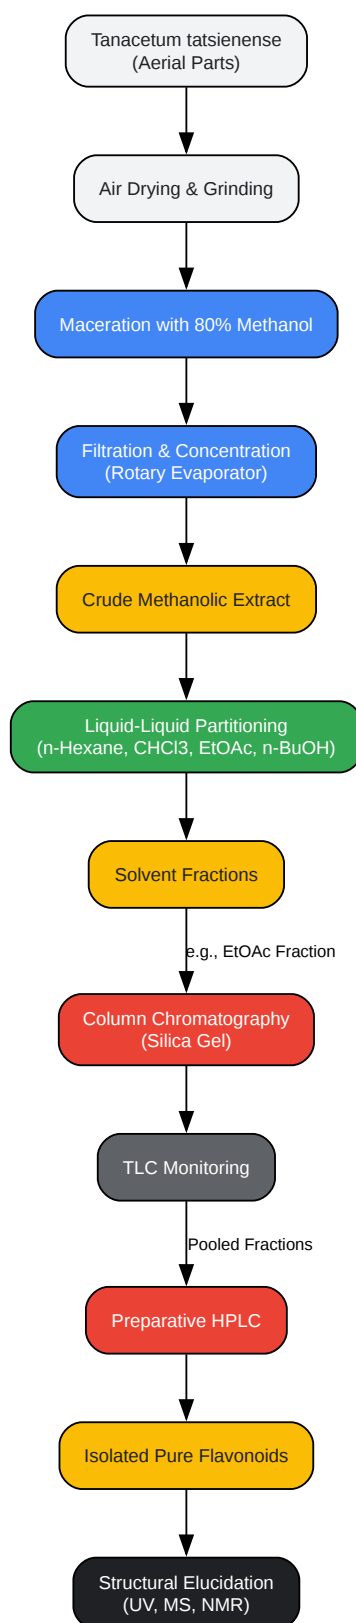 Tanacetum tatsienense
(Aerial Parts)
Air Drying & Grinding
Maceration with 80% Methanol
Filtration & Concentration
(Rotary Evaporator)
Crude Methanolic Extract
Liquid-Liquid Partitioning
(n-Hexane, CHCl3, EtOAc, n-BuOH)
Solvent Fractions
e.g., EtOAc Fraction
Column Chromatography
(Silica Gel)
TLC Monitoring
Pooled Fractions
Preparative HPLC
Isolated Pure Flavonoids
Structural Elucidation
(UV, MS, NMR)